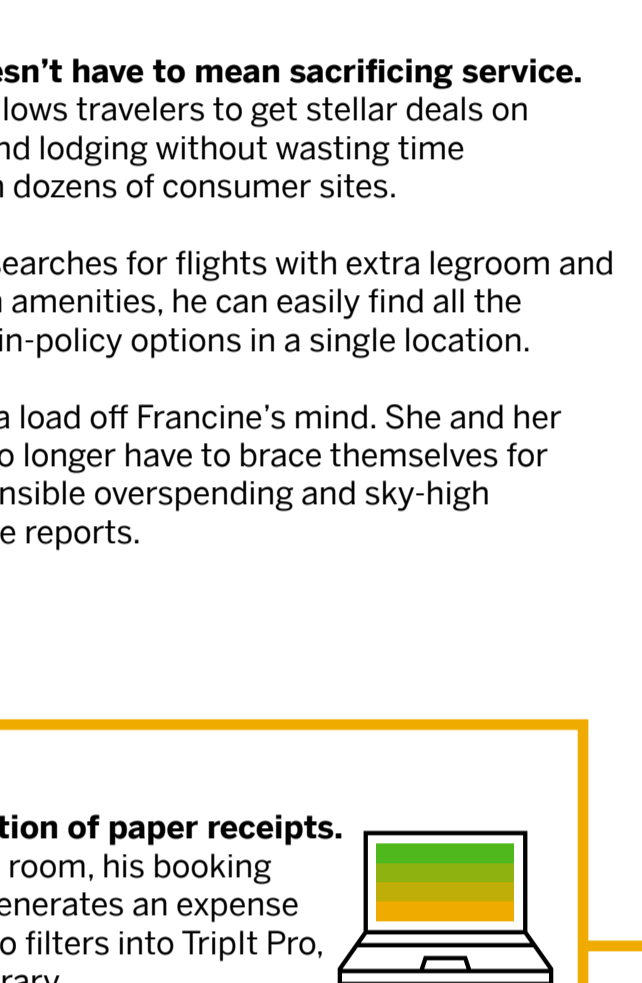 esn’t have to mean sacrificing service.
lows travelers to get stellar deals on
nd lodging without wasting time
n dozens of consumer sites.
searches for flights with extra legroom and
n amenities, he can easily find all the
in-policy options in a single location.
a load off Francine’s mind. She and her
o longer have to brace themselves for
nsible overspending and sky-high
e reports.
tion of paper receipts.
room, his booking
enerates an expense
o filters into TripIt Pro,
rary.